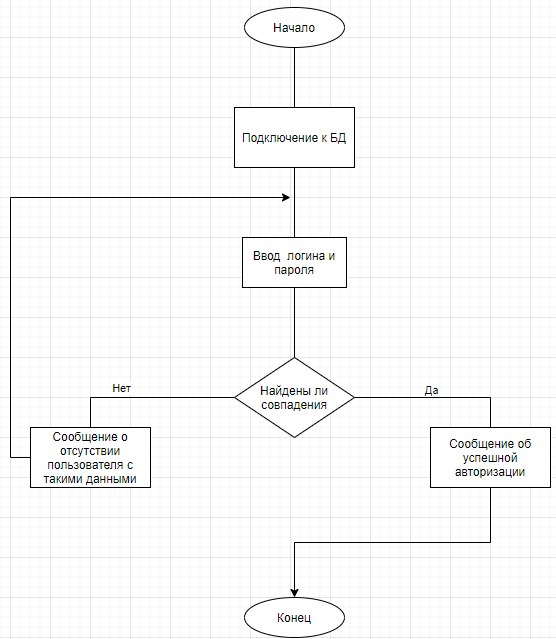 Начало
Подключение к БД
Ввод логина и
пароля
Найдены ли
совпадения
Нет
Да
Сообщение о
отсутствии
пользователя с
такими данными
Сообщение об
успешной
авторизации
Конец